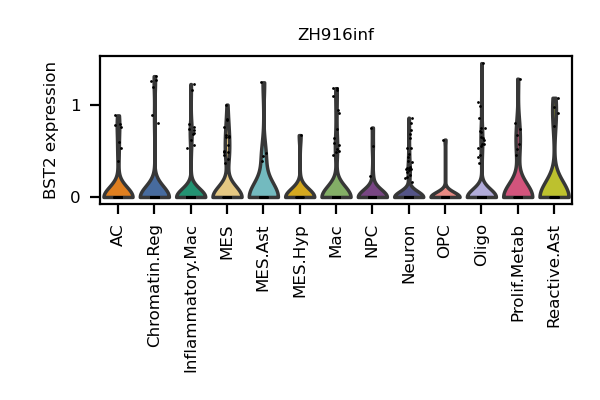 ZH916inf
BST2 expression
1
0
AC
Chromatin.Reg
Inflammatory.Mac
MES
MES.Ast
MES.Hyp
Mac
NPC
Neuron
OPC
Oligo
Prolif.Metab
Reactive.Ast